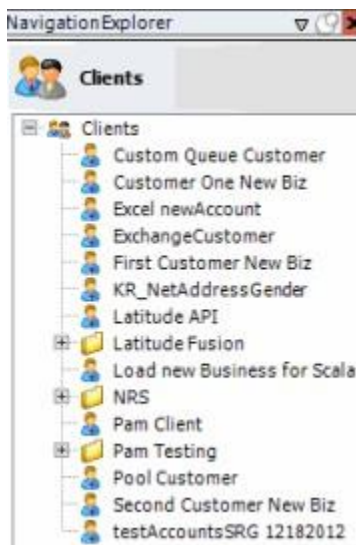 NavigationExplorer
Clients
Clients
Custom Queue Customer
Customer One New Biz
Excel newAccount
ExchangeCustomer
First Customer New Biz
KR_NetAddressGender
Latitude API
Latitude Fusion
Load new Business for Scala
NRS
Pam Client
Pam Testing
Pool Customer
Second Customer New Biz
testAccountsSRG 12182012